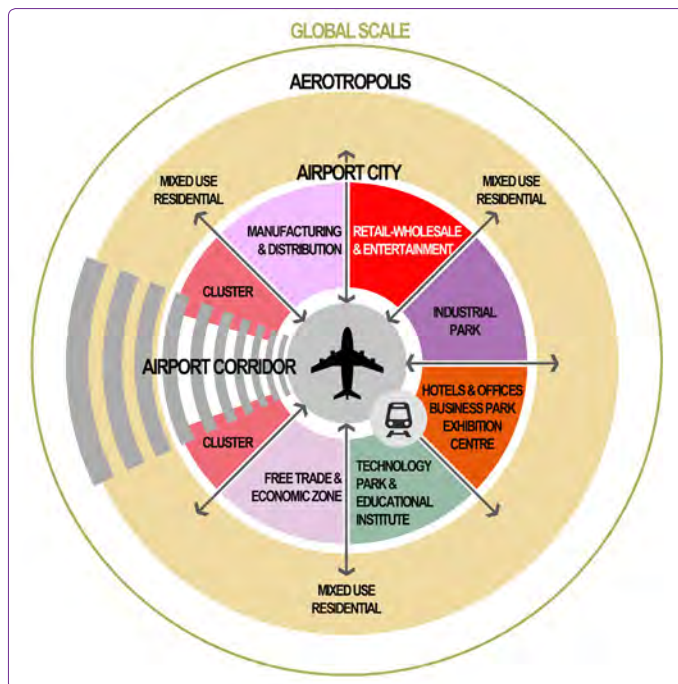 GLOBAL SCALE
AEROTROPOLIS
AIRPORT CITY
MIXED USE
RESIDENTIAL
MIXED USE
RESIDENTIAL
MANUFACTURING
& DISTRIBUTION
RETAIL-WHOLESALE
& ENTERTAINMENT
CLUSTER
INDUSTRIAL
PARK
AIRPORT CORRIDOR
HOTELS & OFFICES
BUSINESS PARK
EXHIBITION
CENTRE
CLUSTER
FREE TRADE &
ECONOMIC ZONE
TECHNOLOGY
PARK &
EDUCATIONAL
INSTITUTE
MIXED USE
RESIDENTIAL